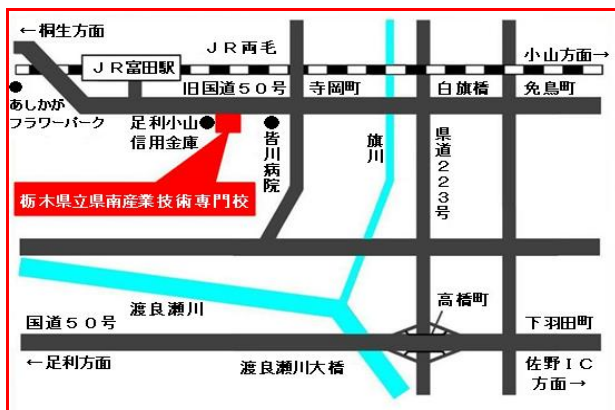 ←桐生方面
JR両毛
小山方面→
JR富田駅
旧国道50号
寺岡町
白旗橋
免鳥町
あしかが
フラワーパーク
足利小山
信用金庫
皆川病院
旗川
県道223号
栃木県立県南産業技術専門校
渡良瀬川
高橋町
国道50号
下羽田町
←足利方面
渡良瀬川大橋
佐野IC
方面→